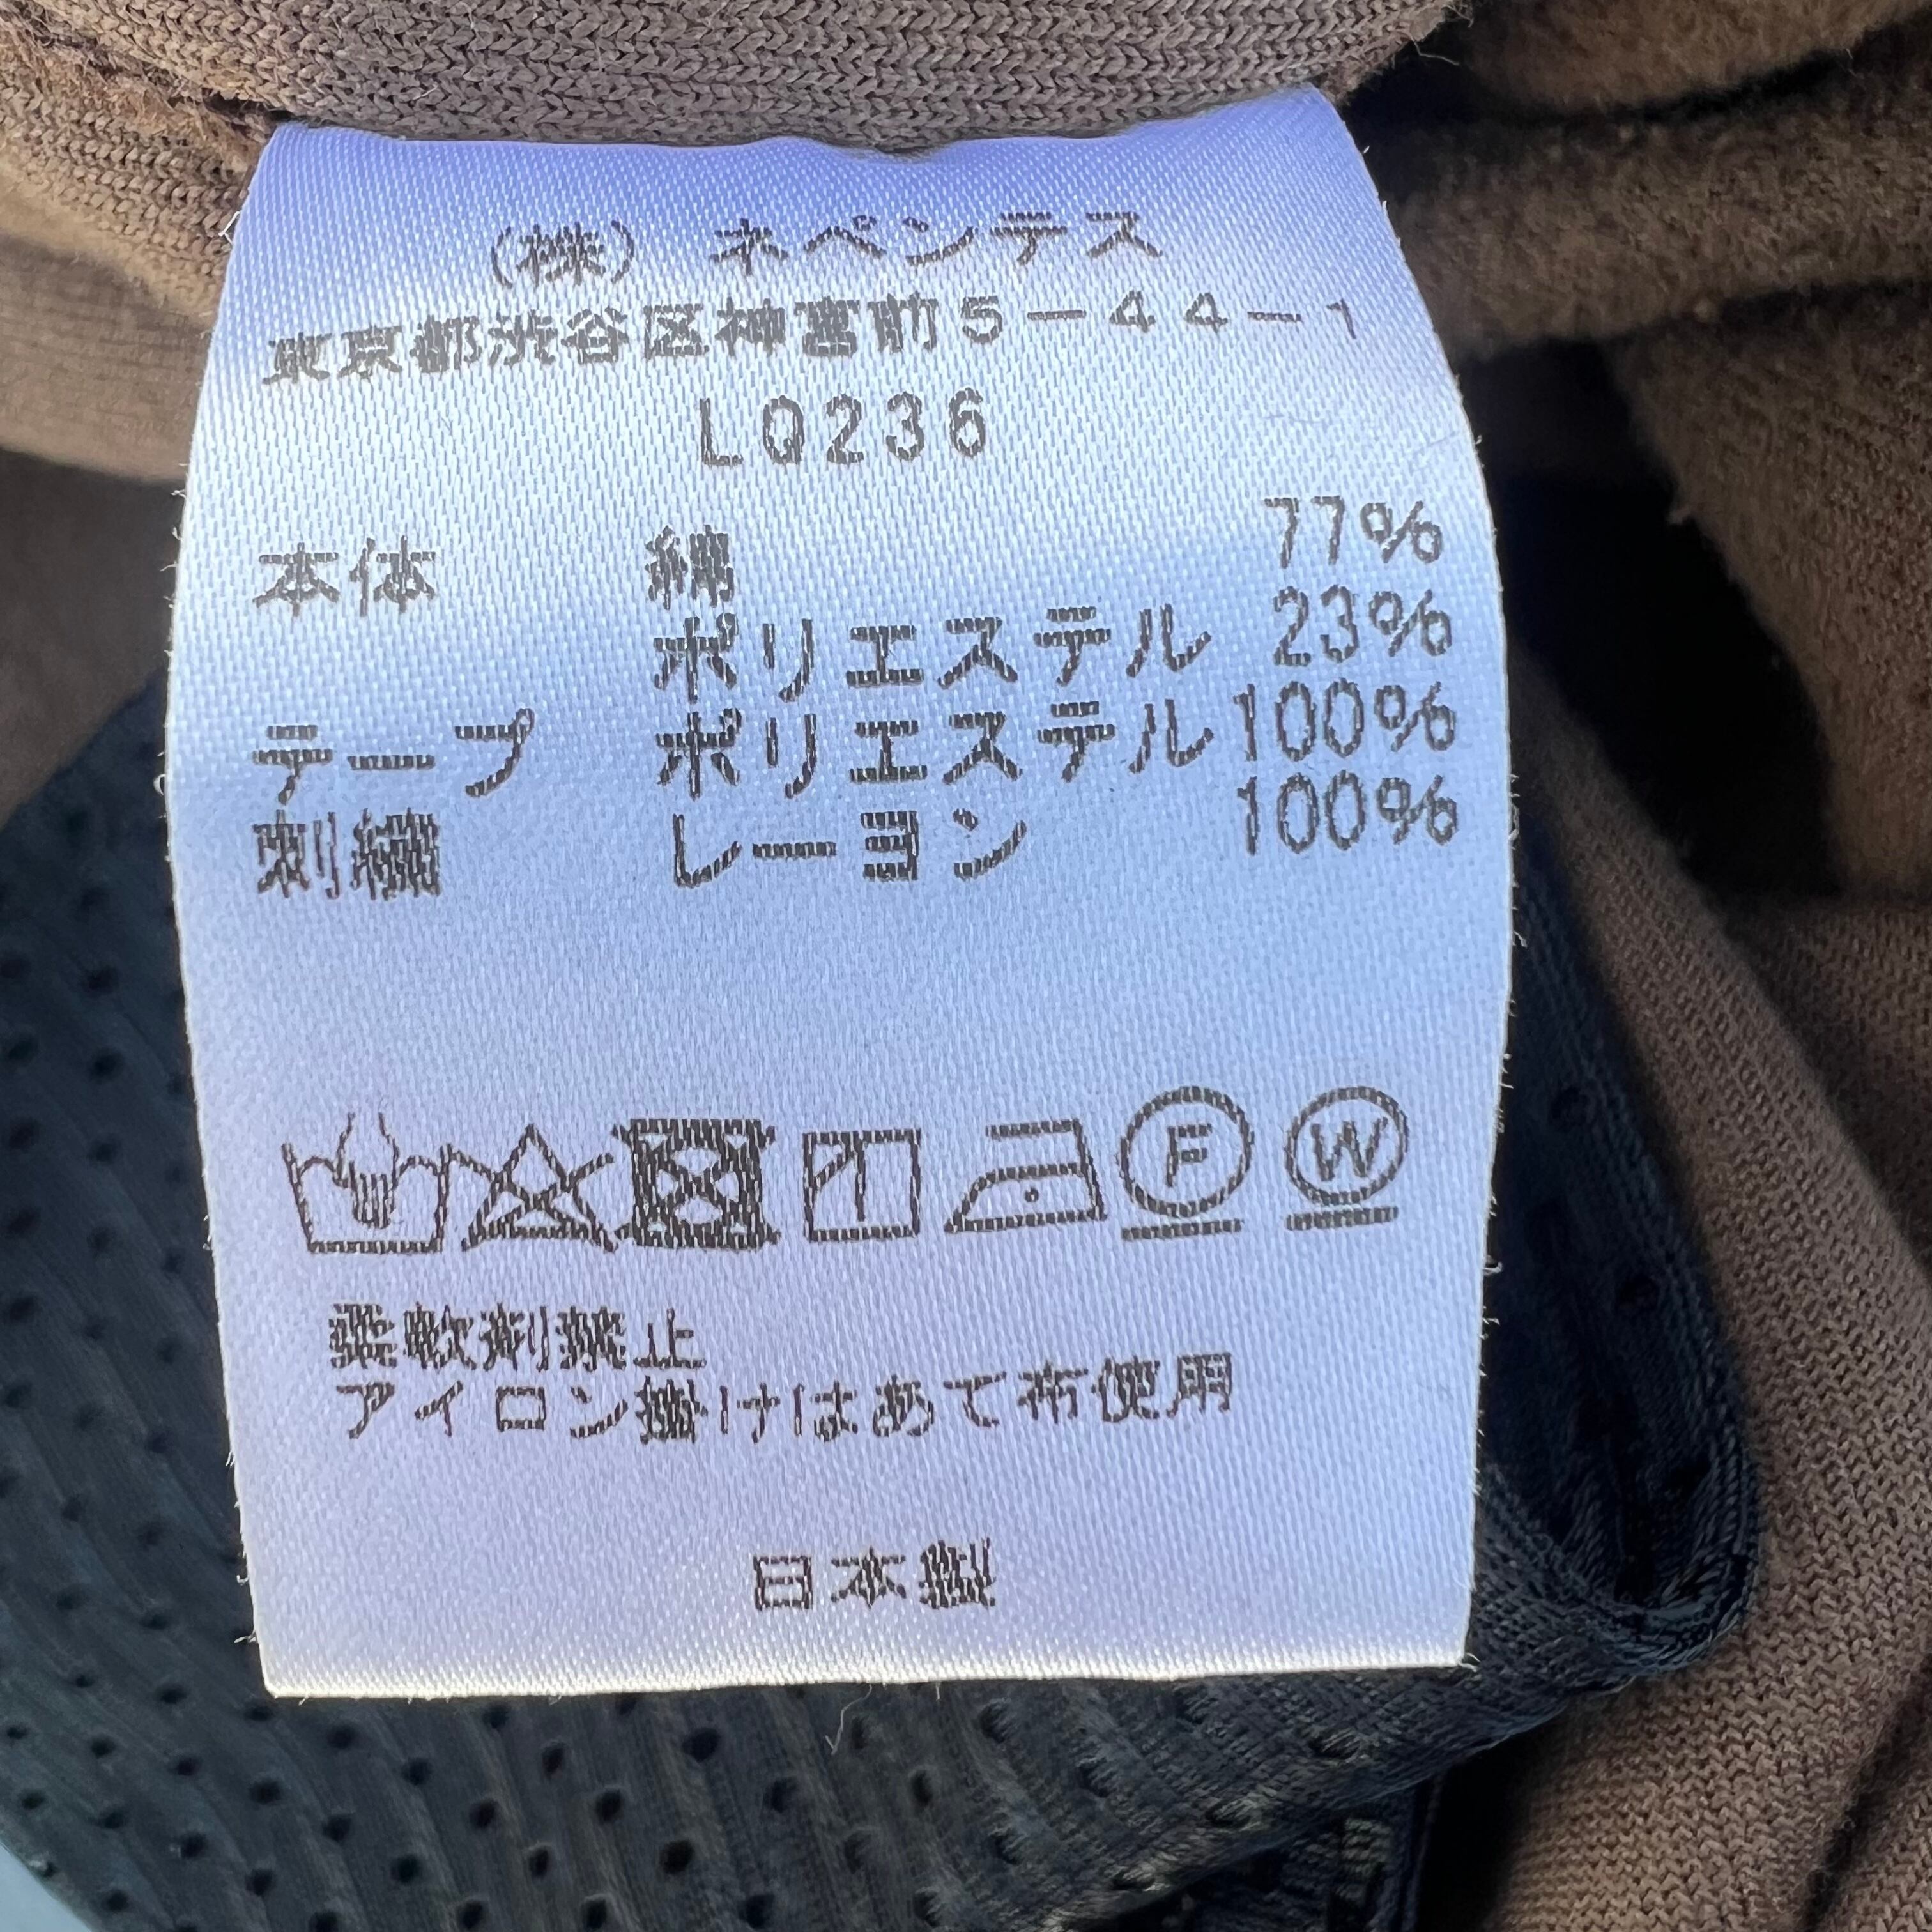 (株) ネペンテス
東京都渋谷区神宮前5-44-1
LQ236
本体 綿 77%
ポリエステル 23%
テープ ポリエステル100%
刺繍 レーヨン 100%
F W
柔軟剤禁止
アイロン掛けはあて布使用
日本製